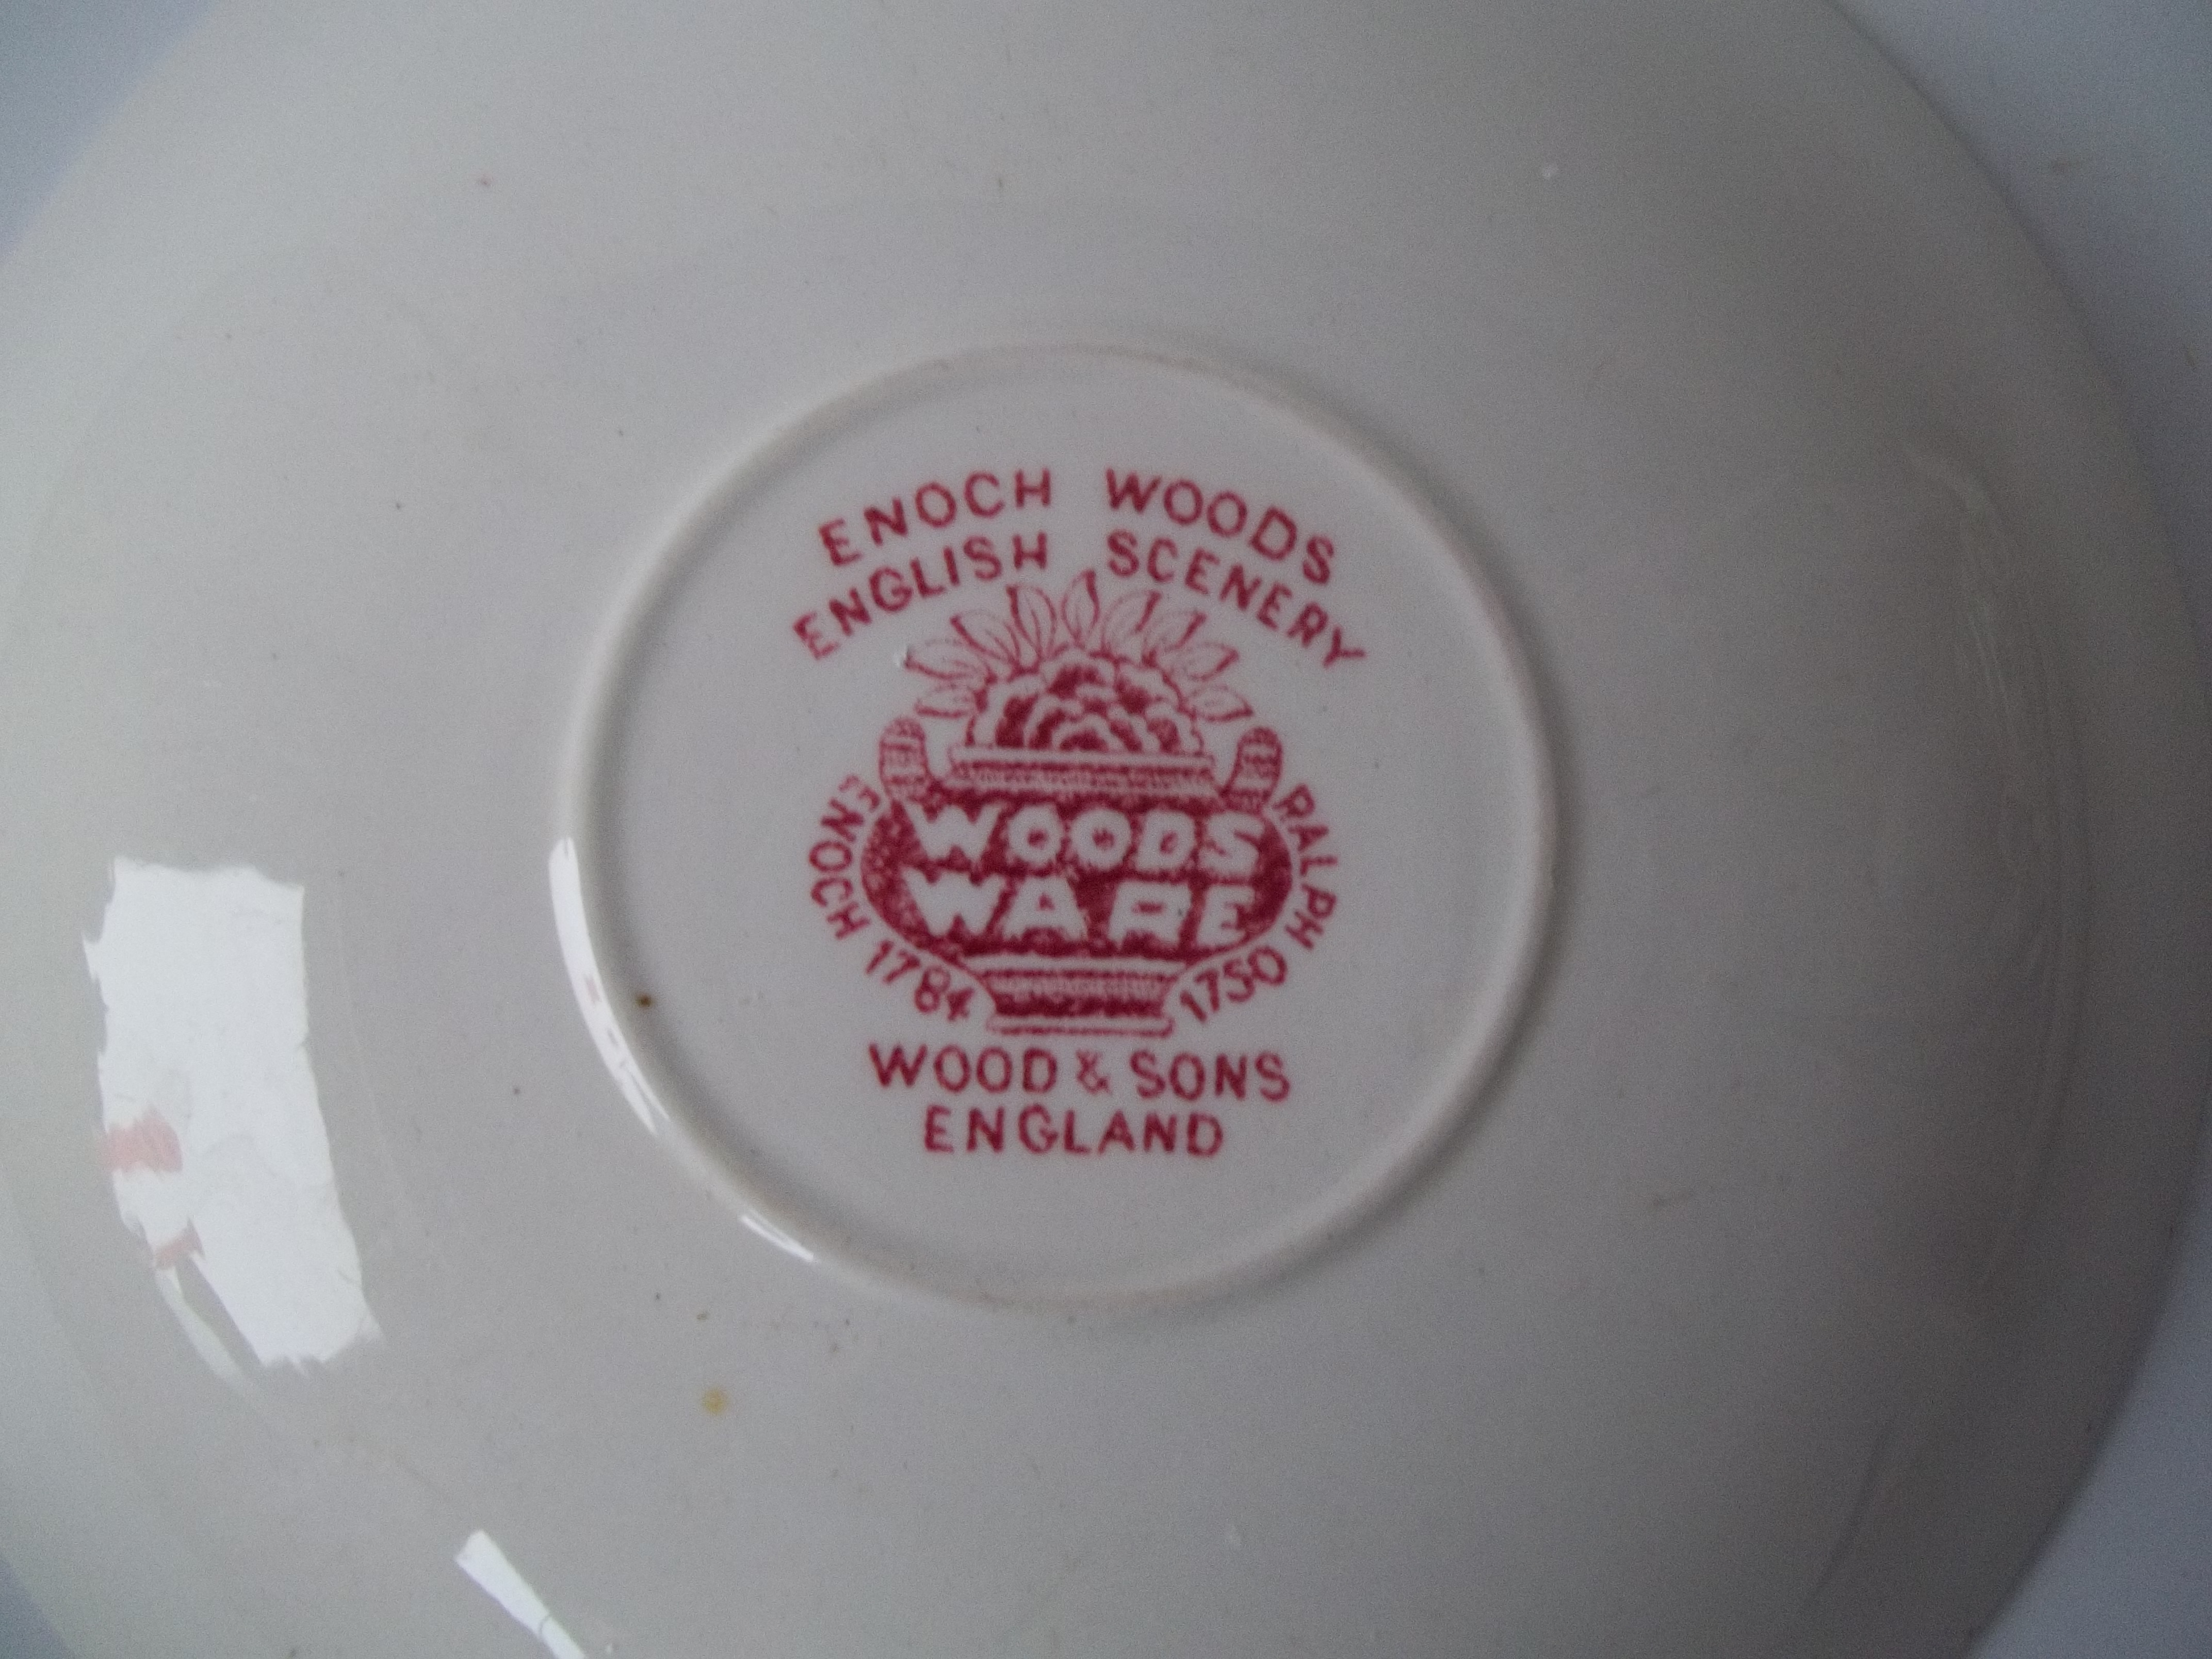 ENOCH WOODS
ENGLISH SCENERY
WOODS
WARE
ENOCH 1784
RALPH 1750
WOOD & SONS
ENGLAND